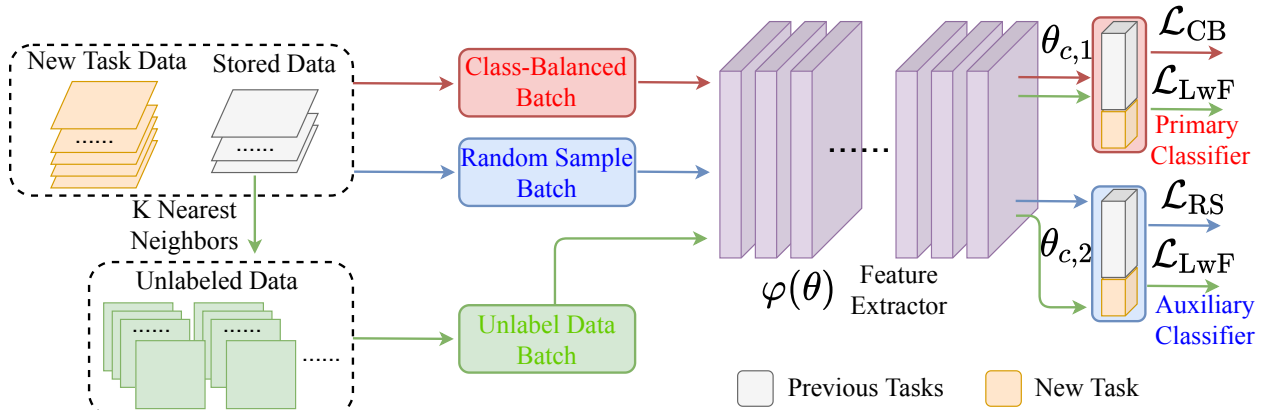 New Task Data
Stored Data
......
......
K Nearest
Neighbors
Unlabeled Data
......
......
......
Class-Balanced
Batch
Random Sample
Batch
Unlabel Data
Batch
......
φ(θ)
Feature
Extractor
θc,1
ℒCB
ℒLwF
Primary
Classifier
θc,2
ℒRS
ℒLwF
Auxiliary
Classifier
Previous Tasks
New Task